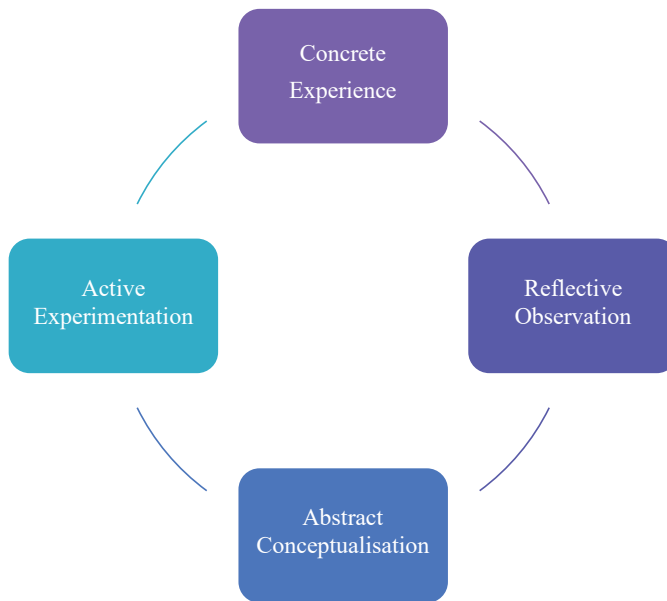 Concrete
Experience
Reflective
Observation
Abstract
Conceptualisation
Active
Experimentation